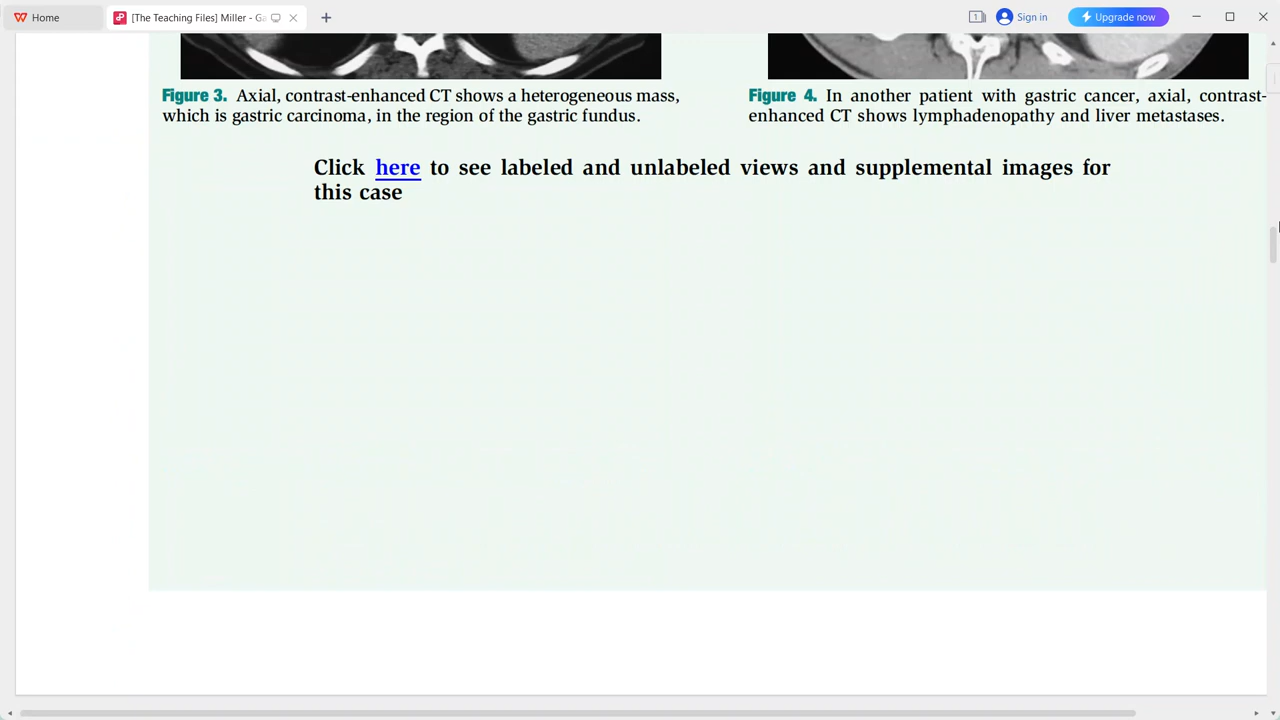 Home
[The Teaching Files] Miller - Ga
1
Sign in
Upgrade now
Figure 3. Axial, contrast-enhanced CT shows a heterogeneous mass,
which is gastric carcinoma, in the region of the gastric fundus.
Figure 4. In another patient with gastric cancer, axial, contrast-
enhanced CT shows lymphadenopathy and liver metastases.
Click here to see labeled and unlabeled views and supplemental images for
this case